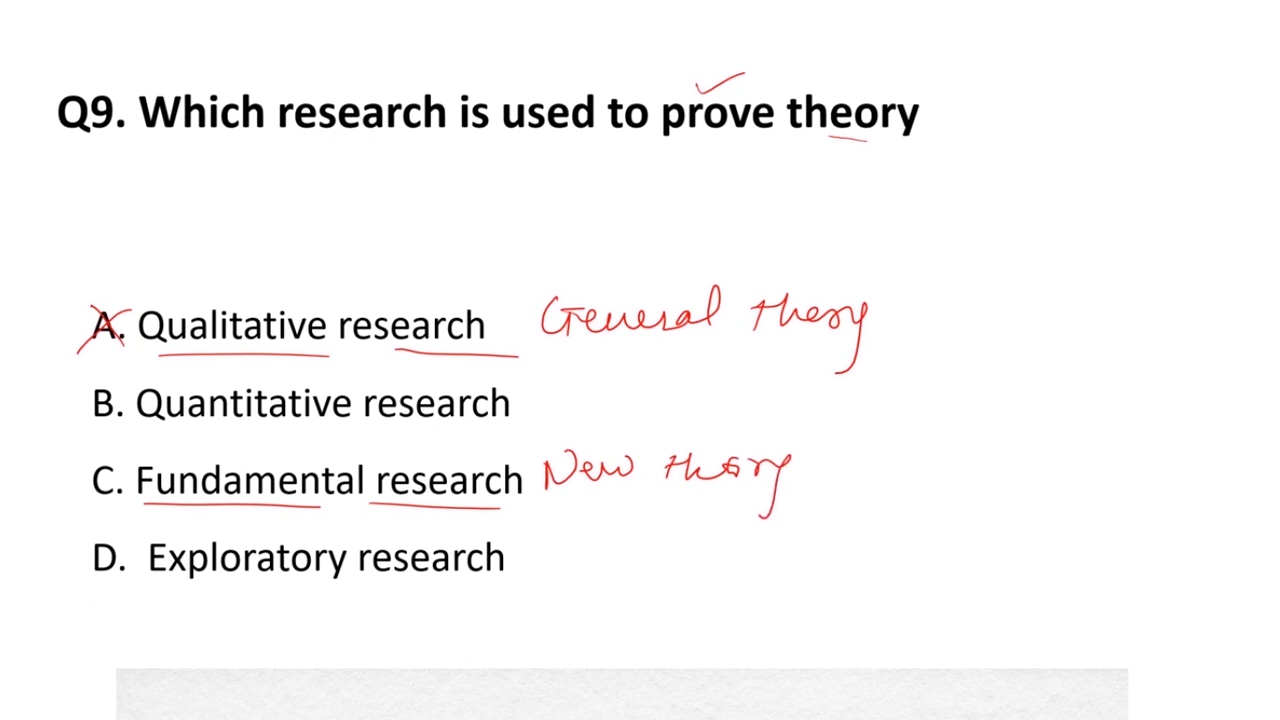 Q9. Which research is used to prove theory
A. Qualitative research General theory
B. Quantitative research
C. Fundamental research New theory
D. Exploratory research